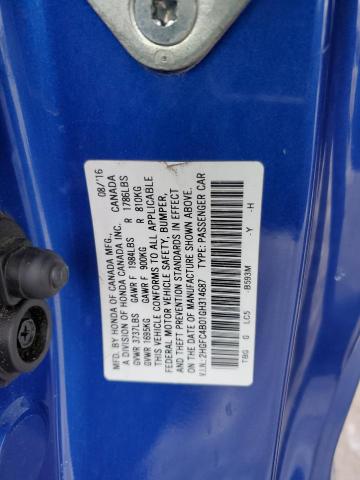 MFD. BY HONDA OF CANADA MFG., 08/'16
A DIVISION OF HONDA CANADA INC. CANADA
GVWR 3737LBS GAWR F 1984LBS R 1786LBS
GVWR 1695KG GAWR F 900KG R 810KG
THIS VEHICLE CONFORMS TO ALL APPLICABLE
FEDERAL MOTOR VEHICLE SAFETY, BUMPER,
AND THEFT PREVENTION STANDARDS IN EFFECT
ON THE DATE OF MANUFACTURE SHOWN ABOVE.
V.I.N. 2HGFC4B01GH314687 TYPE: PASSENGER CAR
TBG G LC5 B593M -Y -H